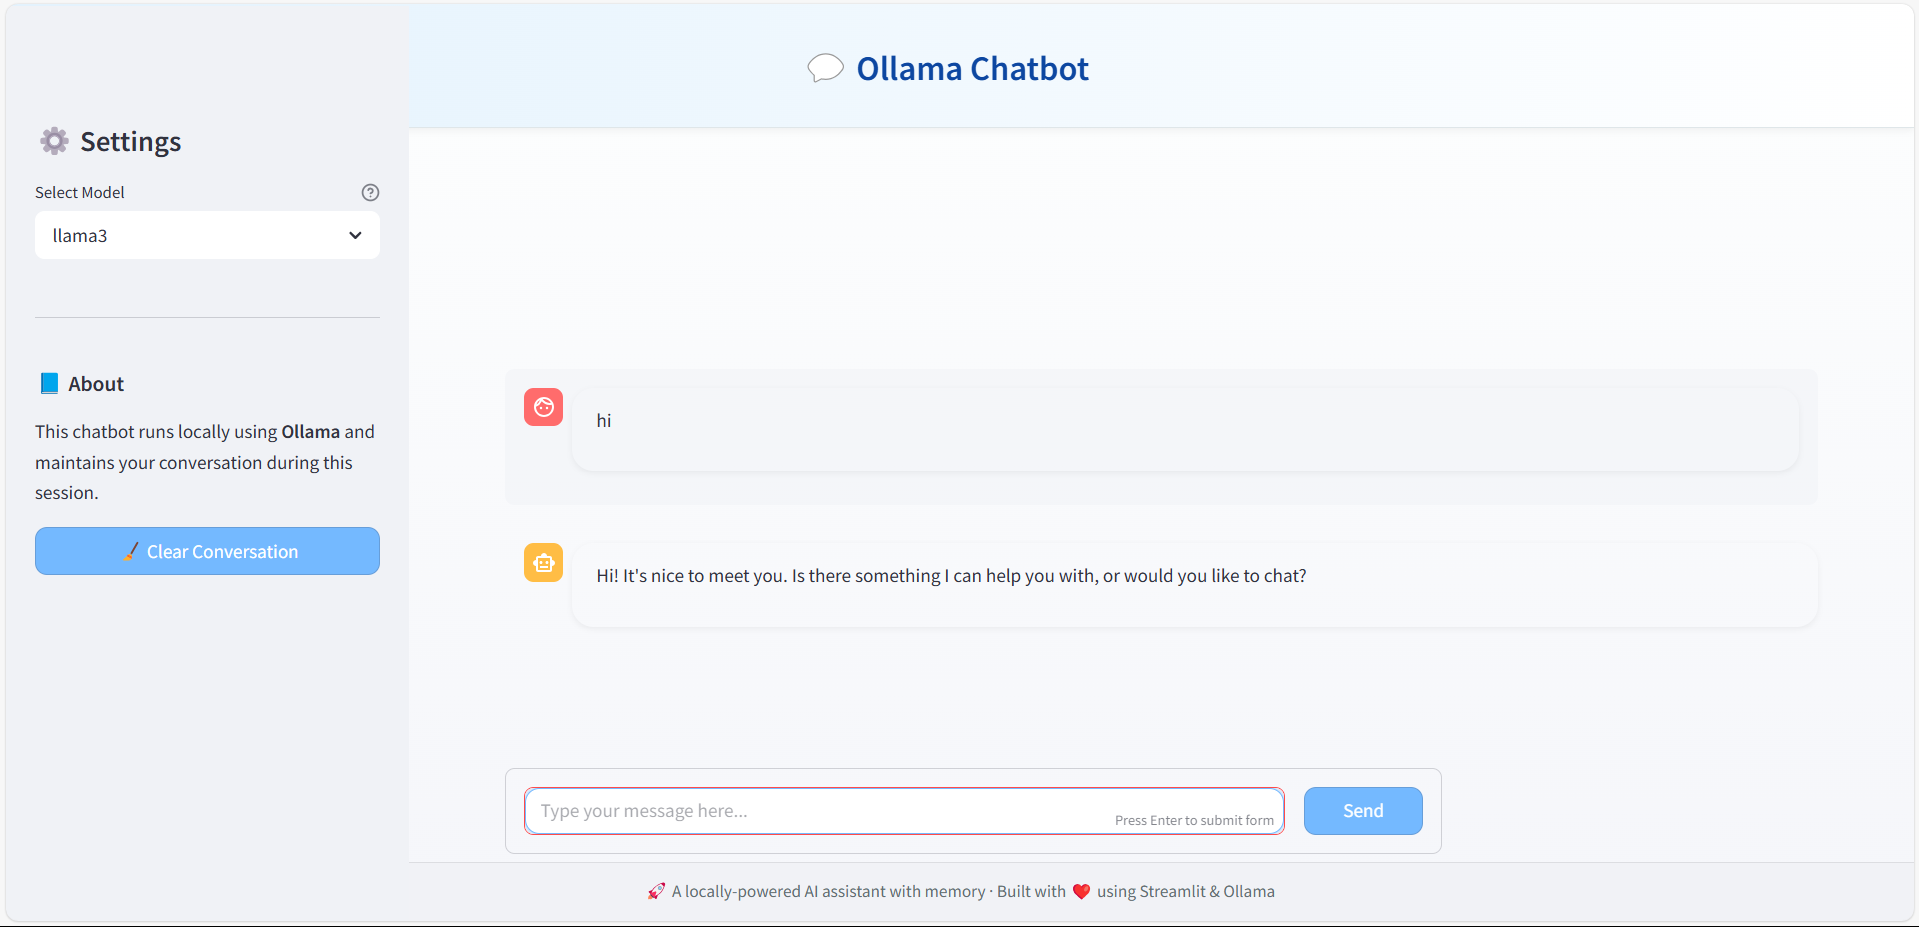 Ollama Chatbot
Settings
Select Model
llama3
About
This chatbot runs locally using Ollama and
maintains your conversation during this
session.
Clear Conversation
hi
Hi! It's nice to meet you. Is there something I can help you with, or would you like to chat?
Type your message here...
Press Enter to submit form
Send
🚀 A locally-powered AI assistant with memory · Built with ❤️ using Streamlit & Ollama